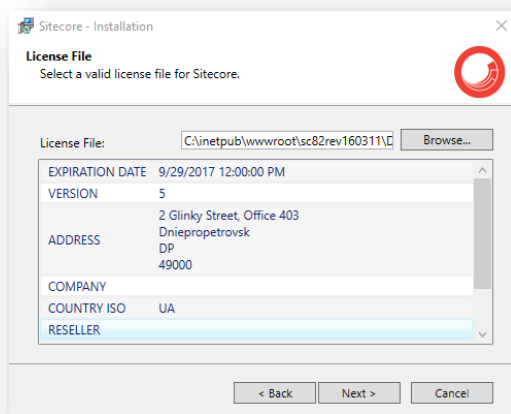 Sitecore - Installation
License File
Select a valid license file for Sitecore.
License File: C:\inetpub\wwwroot\sc82rev160311\D Browse...
EXPIRATION DATE 9/29/2017 12:00:00 PM
VERSION 5
ADDRESS 2 Glinky Street, Office 403
Dniepropetrovsk
DP
49000
COMPANY
COUNTRY ISO UA
RESELLER
< Back Next > Cancel